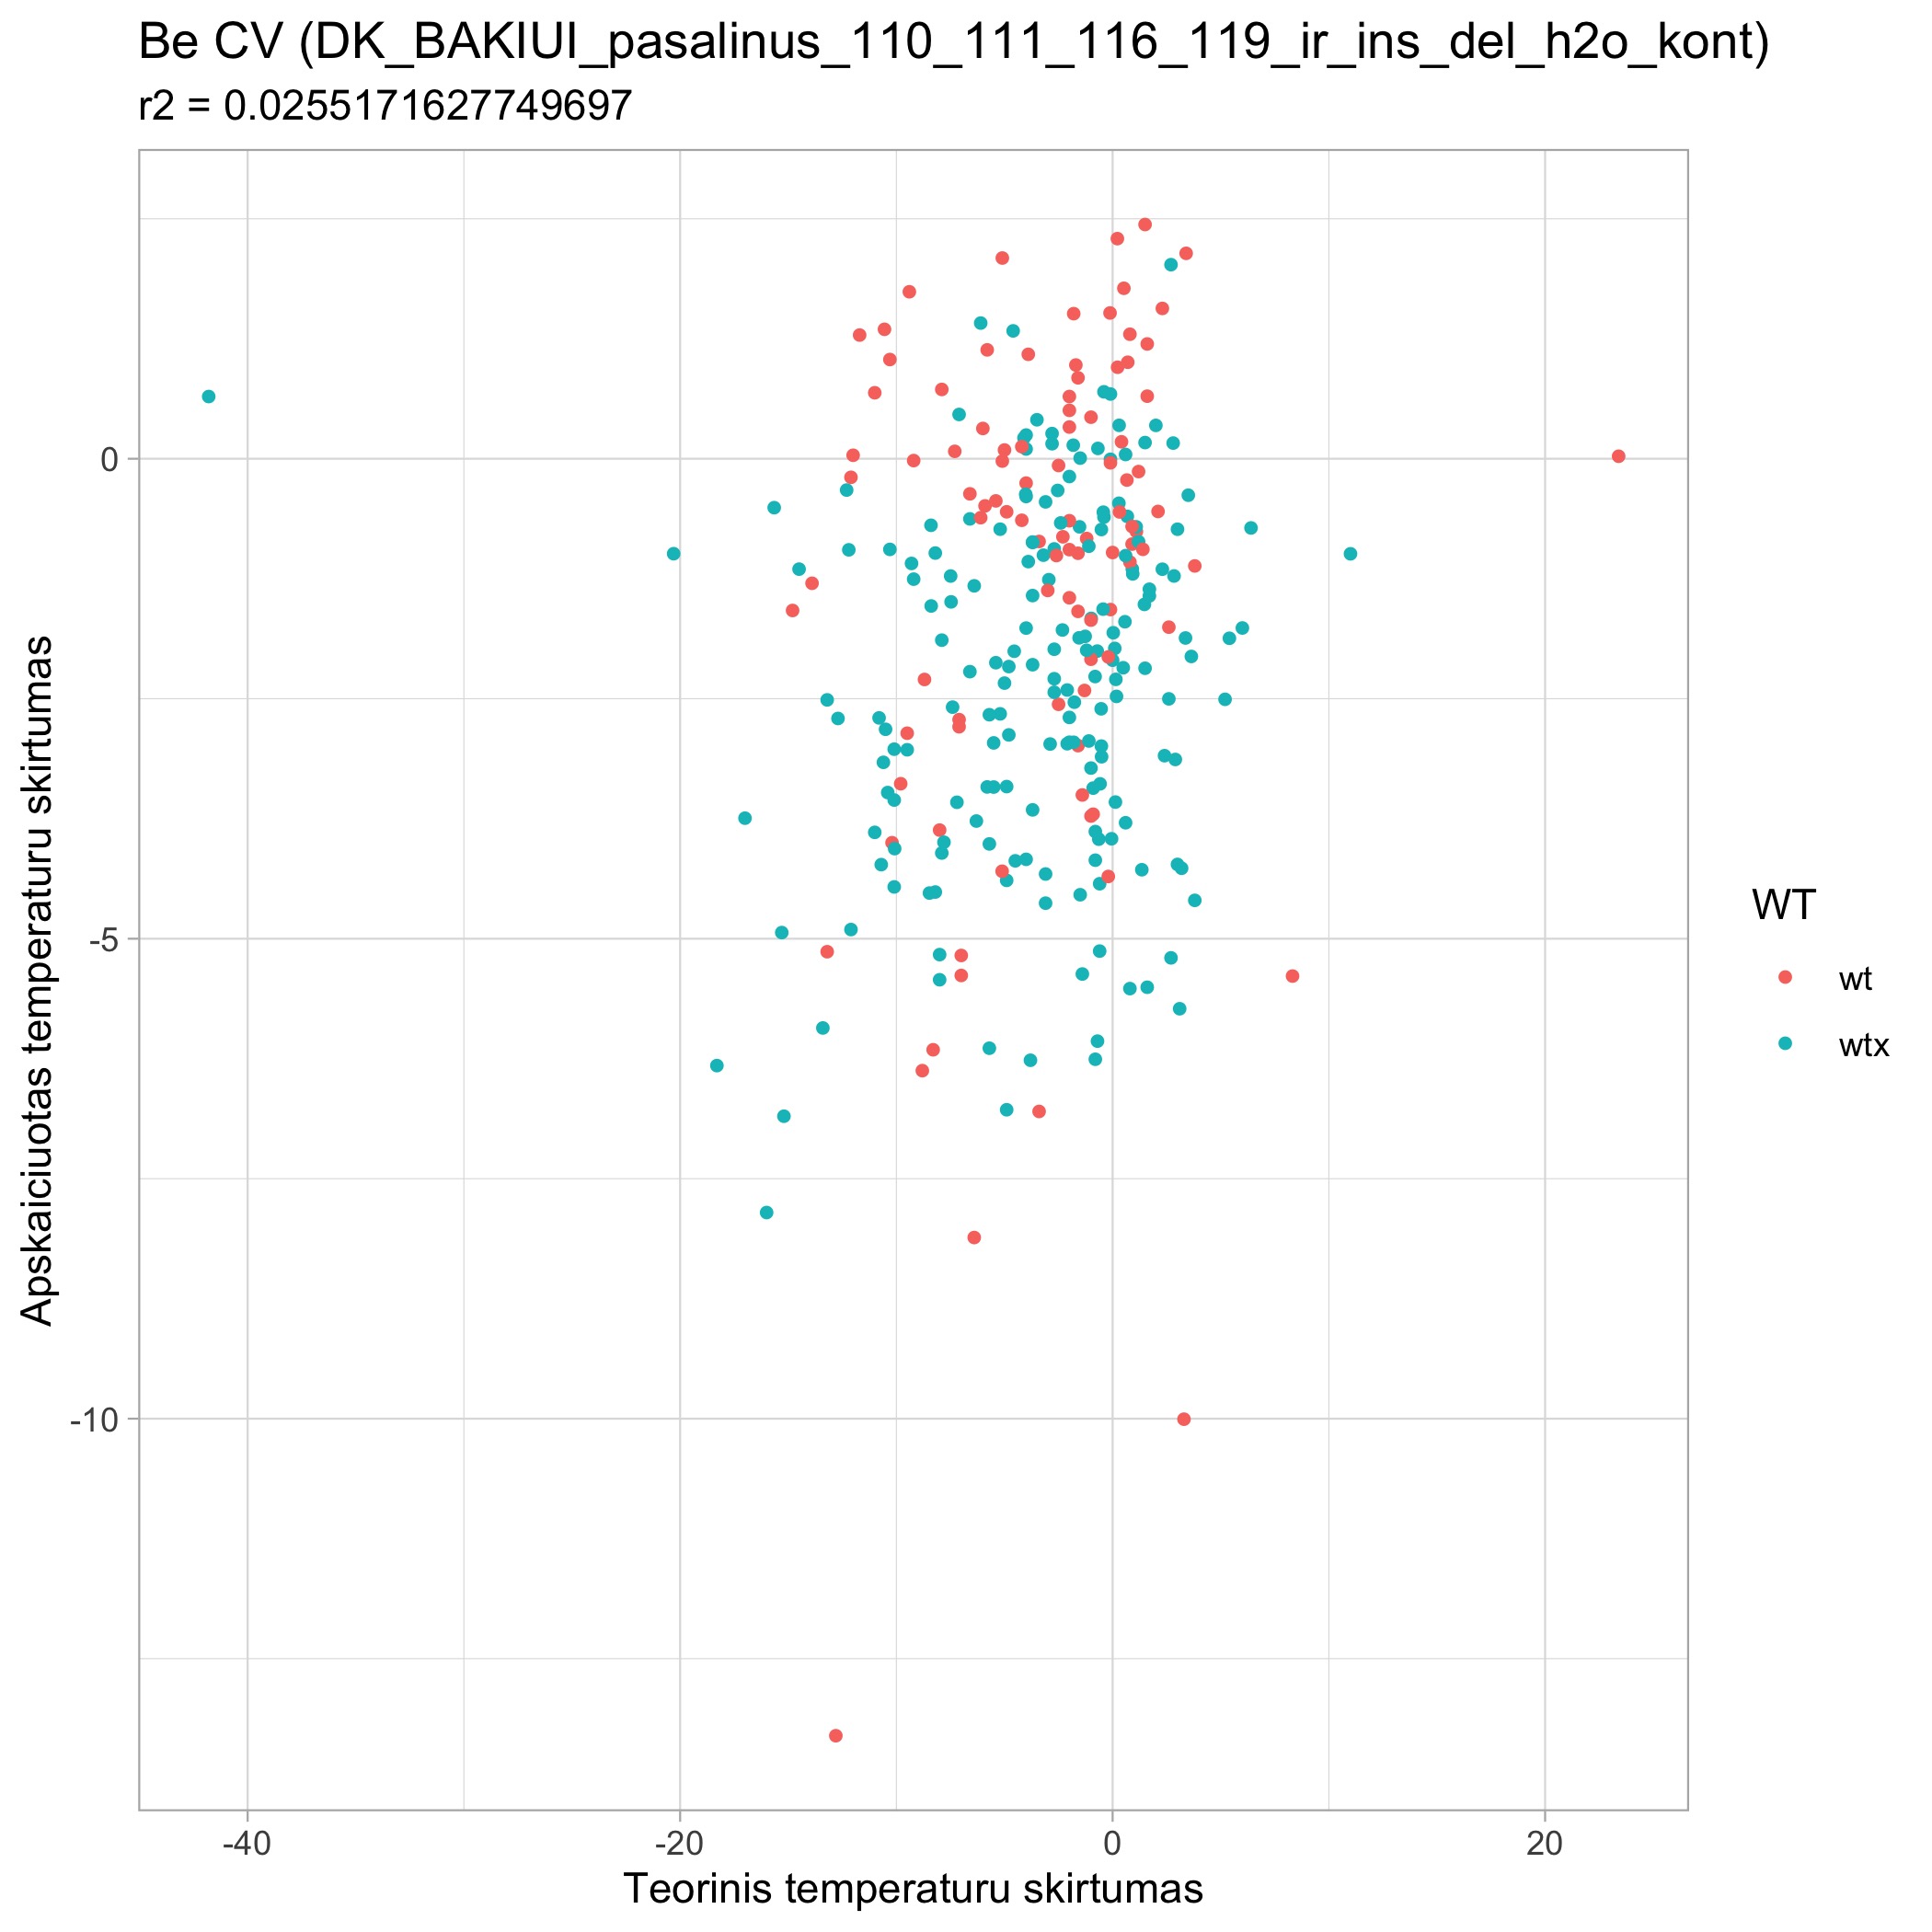 Be CV (DK_BAKIUI_pasalinus_110_111_116_119_ir_ins_del_h2o_kont)
r2 = 0.0255171627749697
Apskaiciuotas temperaturu skirtumas
0
-5
-10
-40
-20
0
20
Teorinis temperaturu skirtumas
WT
wt
wtx